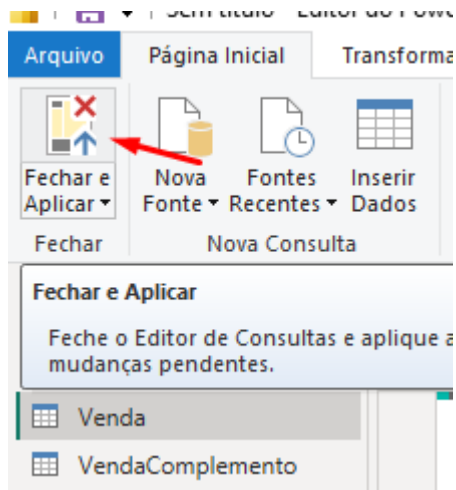 Sem título - Editor do Pow
Arquivo Página Inicial Transforma
Fechar e Aplicar Nova Fonte Fontes Recentes Inserir Dados
Fechar Nova Consulta
Fechar e Aplicar
Feche o Editor de Consultas e aplique a
mudanças pendentes.
Venda
VendaComplemento